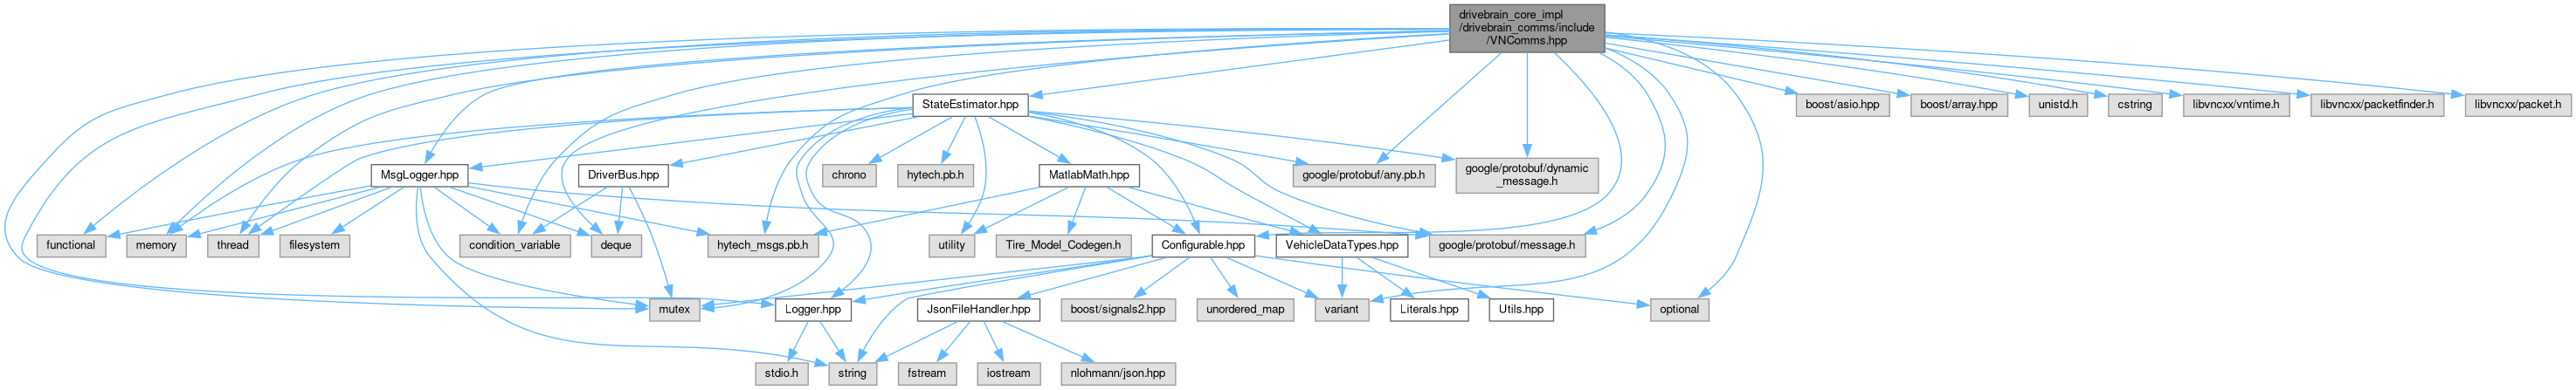 drivebrain_core_impl
/drivebrain_comms/include
/VNComms.hpp
StateEstimator.hpp
boost/asio.hpp
boost/array.hpp
unistd.h
cstring
libvncxx/vntime.h
libvncxx/packetfinder.h
libvncxx/packet.h
MsgLogger.hpp
DriverBus.hpp
chrono
hytech.pb.h
MatlabMath.hpp
google/protobuf/any.pb.h
google/protobuf/dynamic
_message.h
functional
memory
thread
filesystem
condition_variable
deque
hytech_msgs.pb.h
utility
Tire_Model_Codegen.h
Configurable.hpp
VehicleDataTypes.hpp
google/protobuf/message.h
mutex
Logger.hpp
JsonFileHandler.hpp
boost/signals2.hpp
unordered_map
variant
Literals.hpp
Utils.hpp
optional
stdio.h
string
fstream
iostream
nlohmann/json.hpp